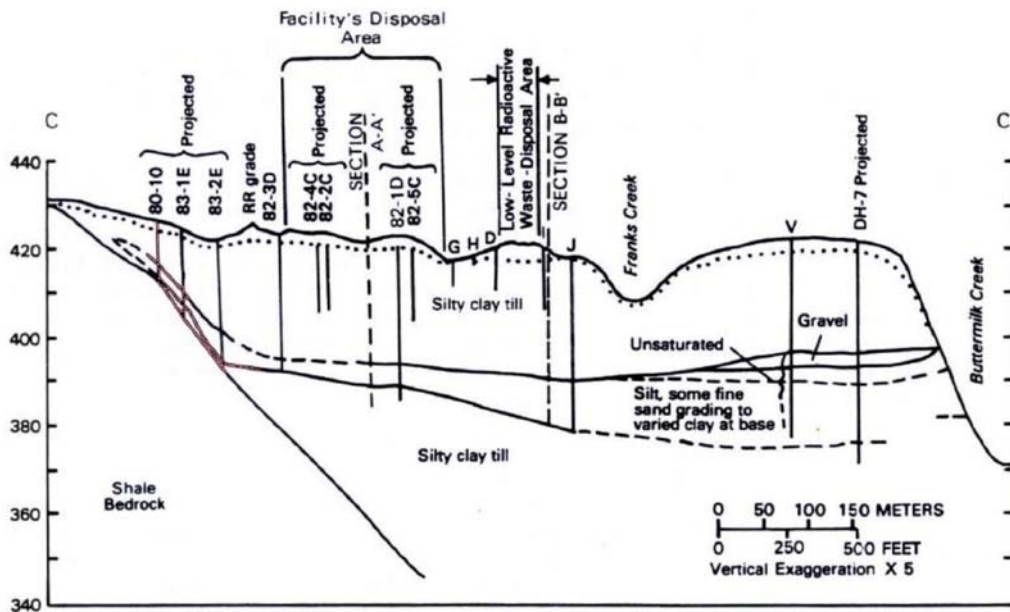 Facility's Disposal
Area
C
C
Projected
80-10
83-1E
83-2E
RR grade
82-3D
Projected
82-4C
82-5C
SECTION
A-A'
Projected
82-1D
82-5C
Low-Level Radioactive
Waste-Disposal Area
SECTION B-B'
Franks Creek
DH-7 Projected
Buttermilk Creek
G
H
D
J
V
440
420
400
380
360
340
Silty clay till
Unsaturated
Gravel
Silt, some fine
sand grading to
varied clay at base
Silty clay till
Shale
Bedrock
0 50 100 150 METERS
0 250 500 FEET
Vertical Exaggeration X 5